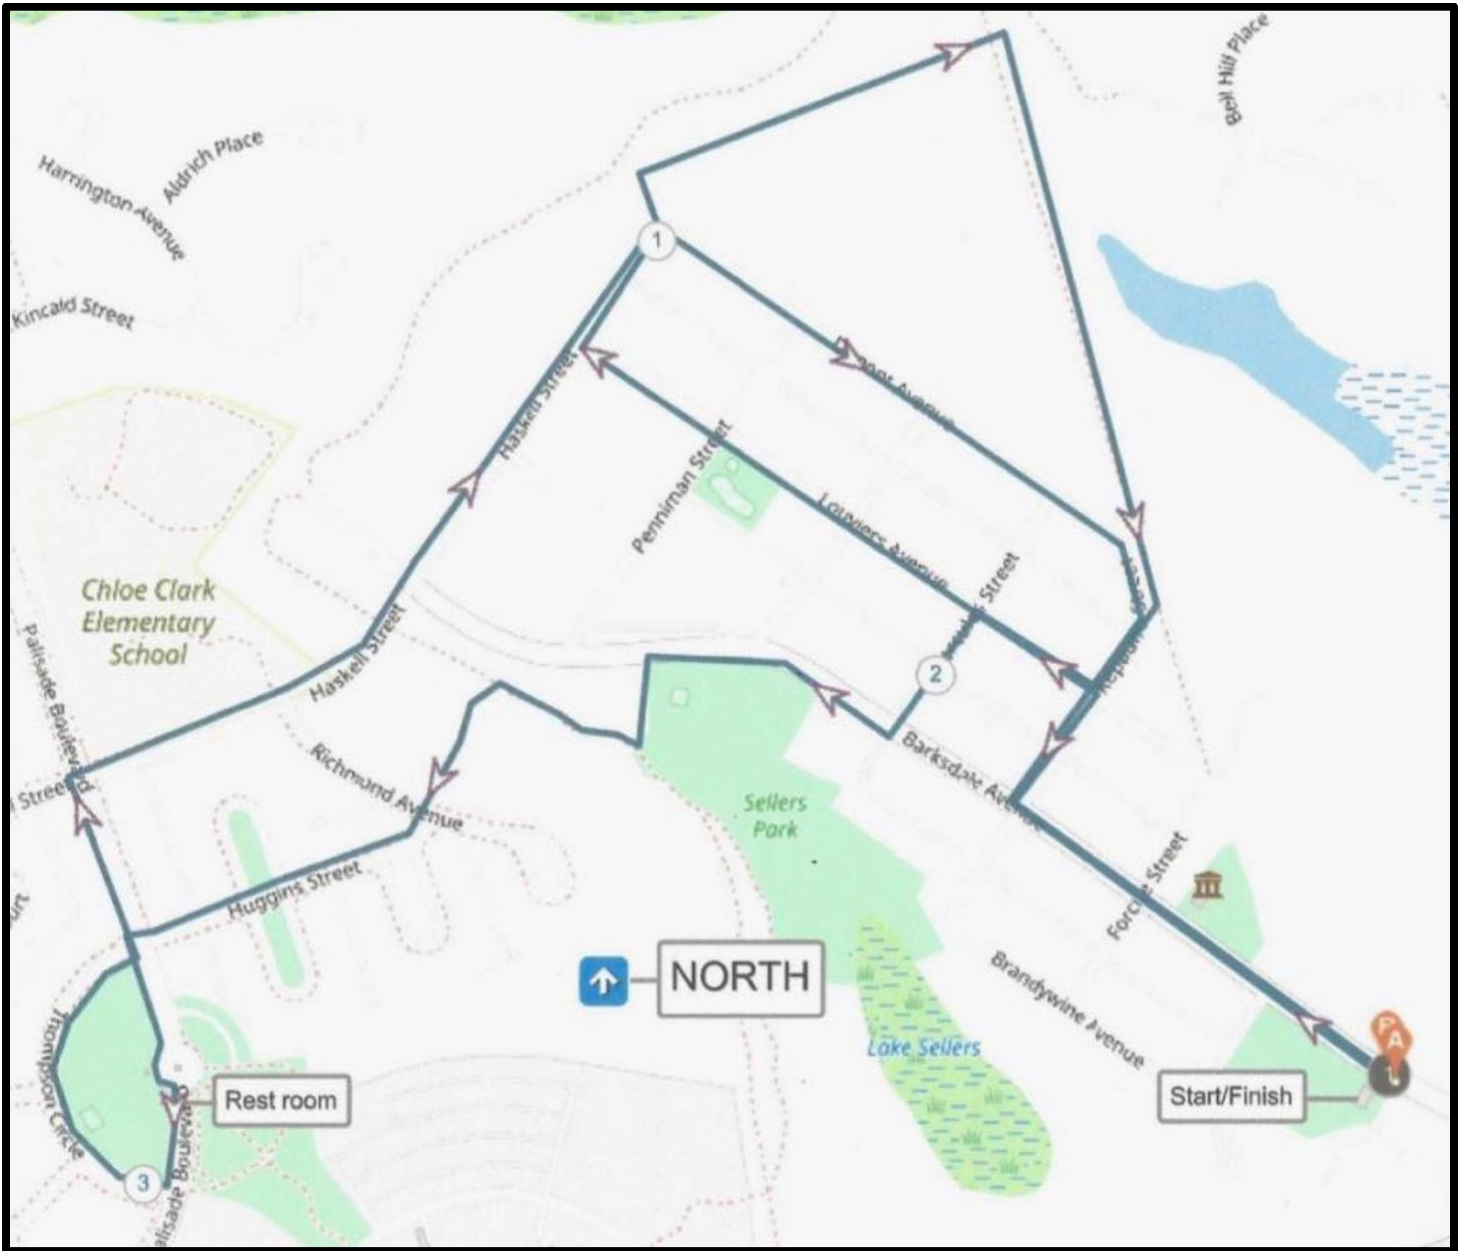 Bell Hill Place
Aldrich Place
Harrington Avenue
Kincaid Street
1
Haskell Street
Avenue
Penniman Street
Louviers Avenue
Street
Chloe Clark
Elementary
School
Palisade Boulevard
Haskell Street
2
Street
Richmond Avenue
Barksdale Avenue
Sellers
Park
Huggins Street
Force Street
NORTH
Brandywine Avenue
Lake Sellers
Thompson Circle
Rest room
P
A
Start/Finish
3